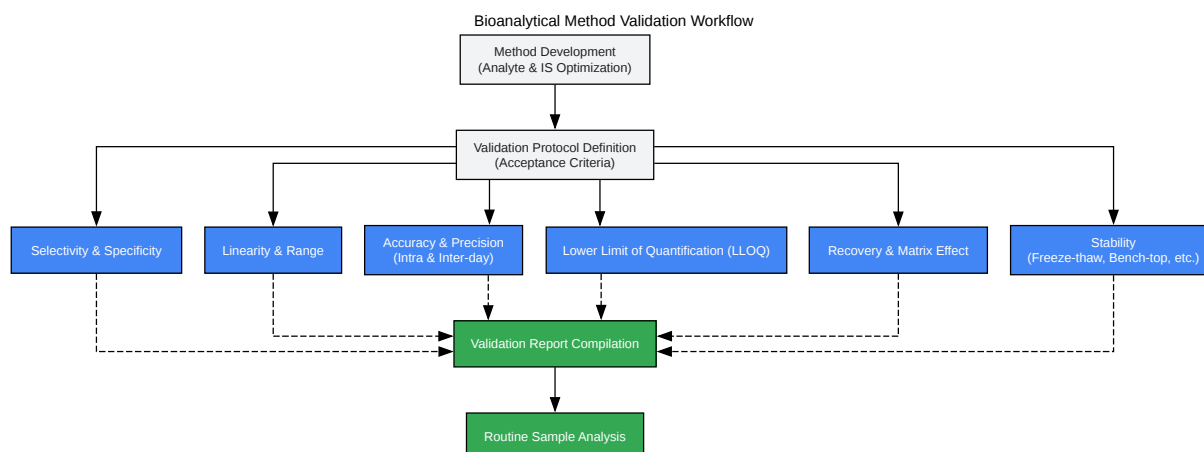 Bioanalytical Method Validation Workflow
Method Development
(Analyte & IS Optimization)
Validation Protocol Definition
(Acceptance Criteria)
Selectivity & Specificity
Linearity & Range
Accuracy & Precision
(Intra & Inter-day)
Lower Limit of Quantification (LLOQ)
Recovery & Matrix Effect
Stability
(Freeze-thaw, Bench-top, etc.)
Validation Report Compilation
Routine Sample Analysis